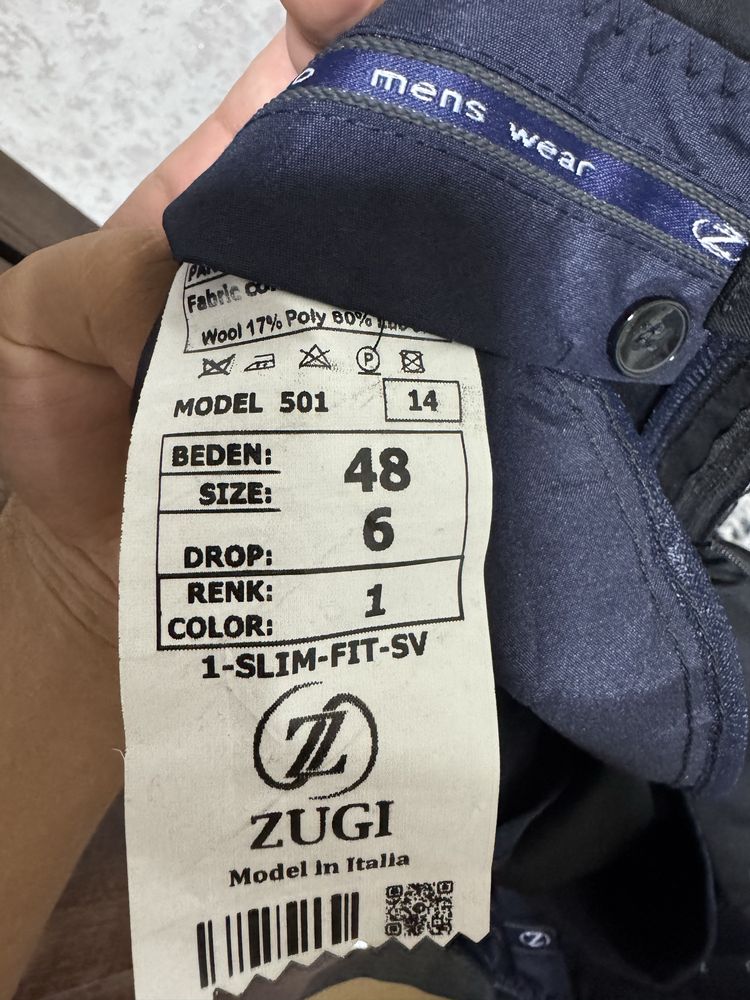 mens wear
Fabric
Wool 17% Poly 80%
P
MODEL 501 14
BEDEN: 48
SIZE:
DROP: 6
RENK: 1
COLOR:
1-SLIM-FIT-SV
ZUGI
Model in Italia